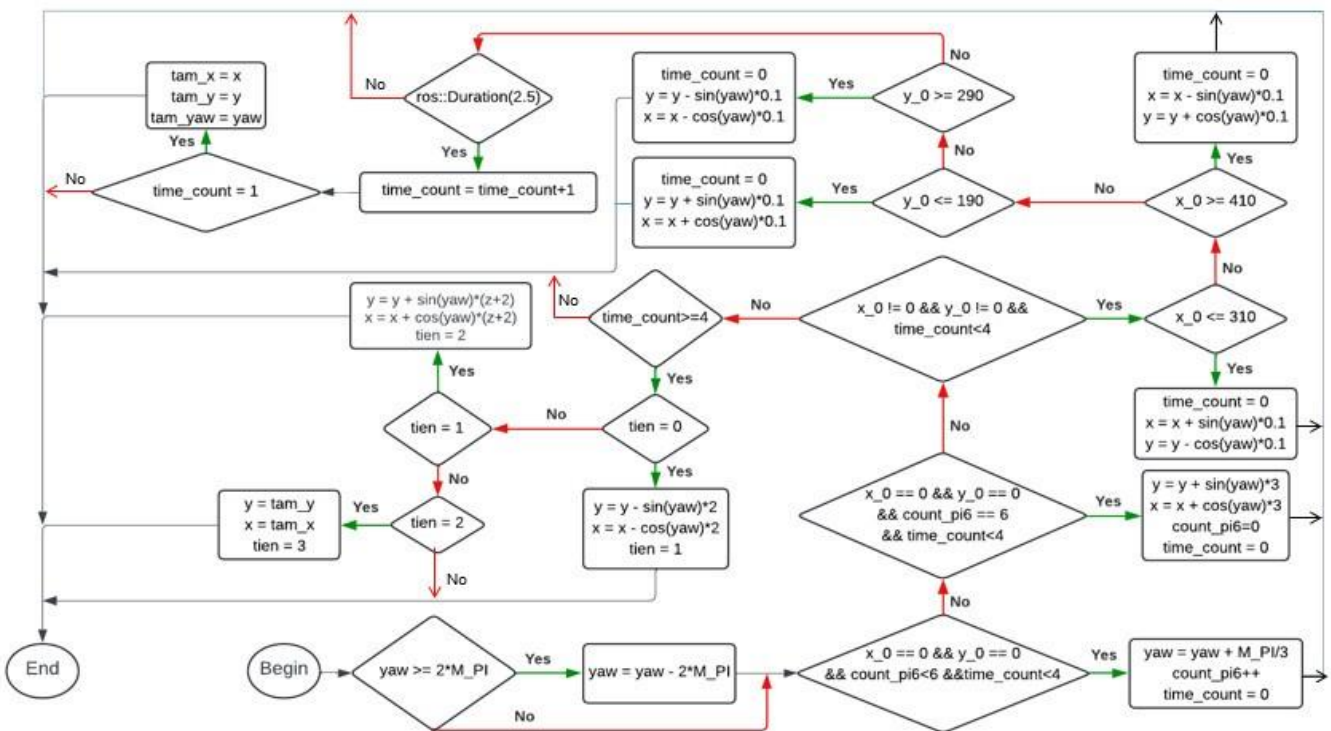 No
No
tam_x = x
tam_y = y
tam_yaw = yaw
Yes
time_count = 1
No
ros::Duration(2.5)
Yes
time_count = time_count+1
time_count = 0
y = y - sin(yaw)*0.1
x = x - cos(yaw)*0.1
Yes
y_0 >= 290
No
time_count = 0
y = y + sin(yaw)*0.1
x = x + cos(yaw)*0.1
Yes
y_0 <= 190
No
time_count = 0
x = x - sin(yaw)*0.1
y = y + cos(yaw)*0.1
Yes
x_0 >= 410
No
x_0 <= 310
Yes
time_count = 0
x = x + sin(yaw)*0.1
y = y - cos(yaw)*0.1
y = y + sin(yaw)*(z+2)
x = x + cos(yaw)*(z+2)
tien = 2
Yes
No
time_count>=4
No
x_0 != 0 && y_0 != 0 &&
time_count<4
Yes
Yes
tien = 1
No
tien = 0
No
Yes
No
y = tam_y
x = tam_x
tien = 3
Yes
tien = 2
No
y = y - sin(yaw)*2
x = x - cos(yaw)*2
tien = 1
x_0 == 0 && y_0 == 0
&& count_pi6 == 6
&& time_count<4
Yes
y = y + sin(yaw)*3
x = x + cos(yaw)*3
count_pi6=0
time_count = 0
No
End
Begin
yaw >= 2*M_PI
Yes
yaw = yaw - 2*M_PI
No
x_0 == 0 && y_0 == 0
&& count_pi6<6 &&time_count<4
Yes
yaw = yaw + M_PI/3
count_pi6++
time_count = 0